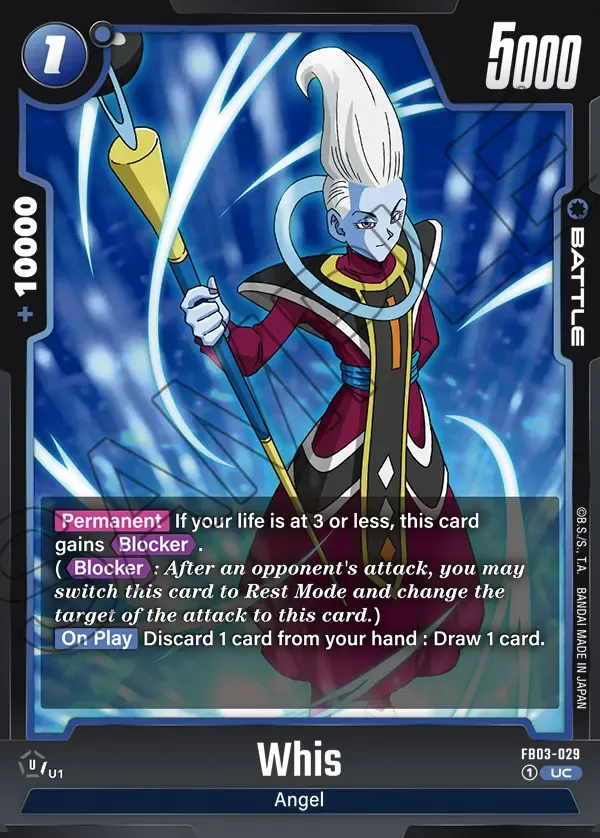 1
5000
+ 10000
BATTLE
SAMPLE
Permanent If your life is at 3 or less, this card
gains Blocker .
( Blocker : After an opponent's attack, you may
switch this card to Rest Mode and change the
target of the attack to this card.)
On Play Discard 1 card from your hand : Draw 1 card.
©B.S./S., T.A. BANDAI MADE IN JAPAN
U/U1
Whis
FB03-029
1 UC
Angel